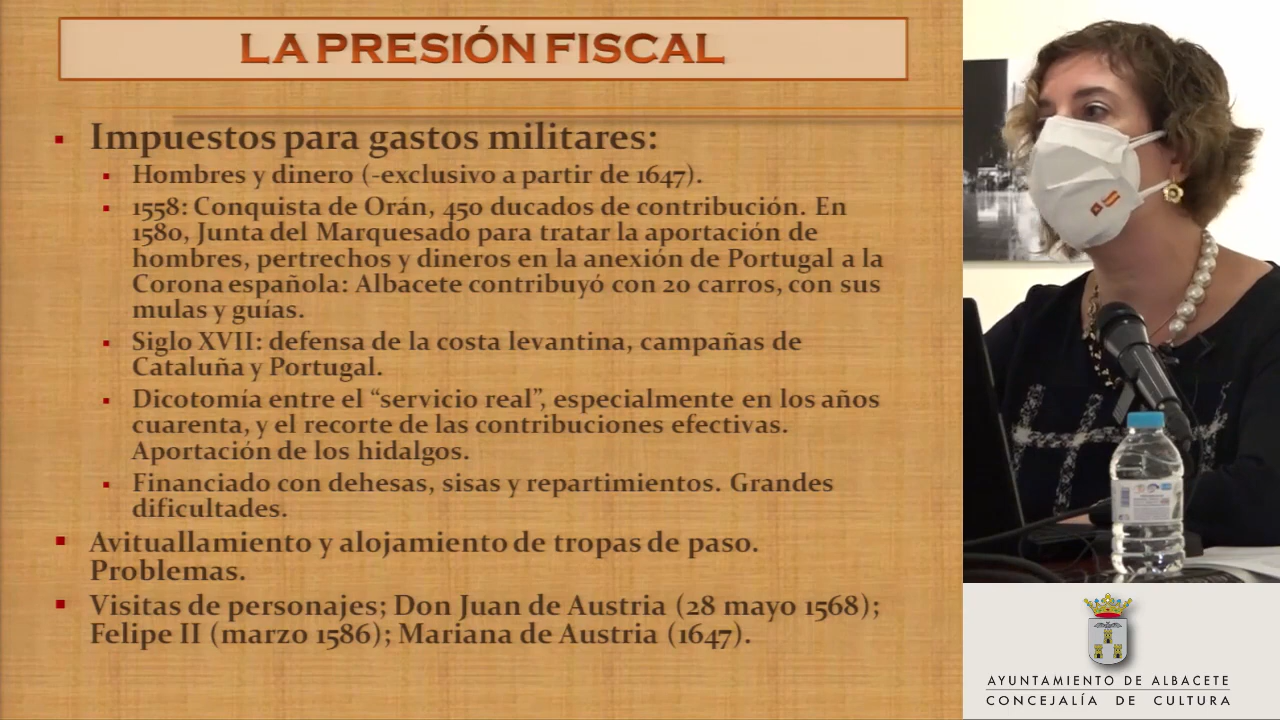 LA PRESIÓN FISCAL
▪ Impuestos para gastos militares:
▪ Hombres y dinero (-exclusivo a partir de 1647).
▪ 1558: Conquista de Orán, 450 ducados de contribución. En
1580, Junta del Marquesado para tratar la aportación de
hombres, pertrechos y dineros en la anexión de Portugal a la
Corona española: Albacete contribuyó con 20 carros, con sus
mulas y guías.
▪ Siglo XVII: defensa de la costa levantina, campañas de
Cataluña y Portugal.
▪ Dicotomía entre el “servicio real”, especialmente en los años
cuarenta, y el recorte de las contribuciones efectivas.
Aportación de los hidalgos.
▪ Financiado con dehesas, sisas y repartimientos. Grandes
dificultades.
▪ Avituallamiento y alojamiento de tropas de paso.
Problemas.
▪ Visitas de personajes; Don Juan de Austria (28 mayo 1568);
Felipe II (marzo 1586); Mariana de Austria (1647).
AYUNTAMIENTO DE ALBACETE
CONCEJALÍA DE CULTURA